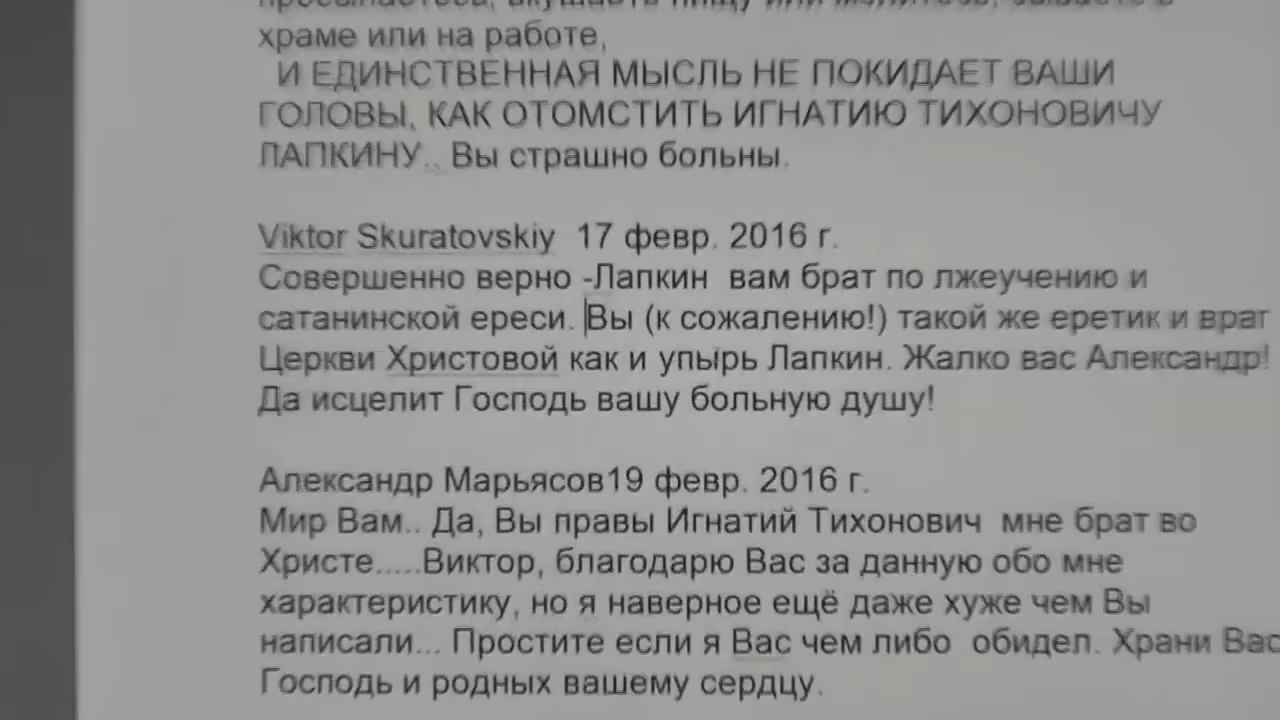 храме или на работе,
И ЕДИНСТВЕННАЯ МЫСЛЬ НЕ ПОКИДАЕТ ВАШИ
ГОЛОВЫ, КАК ОТОМСТИТЬ ИГНАТИЮ ТИХОНОВИЧУ
ЛАПКИНУ.. Вы страшно больны.
Viktor Skuratovskiy 17 февр. 2016 г.
Совершенно верно -Лапкин вам брат по лжеучению и
сатанинской ереси. Вы (к сожалению!) такой же еретик и враг
Церкви Христовой как и упырь Лапкин. Жалко вас Александр!
Да исцелит Господь вашу больную душу!
Александр Марьясов19 февр. 2016 г.
Мир Вам.. Да, Вы правы Игнатий Тихонович мне брат во
Христе.....Виктор, благодарю Вас за данную обо мне
характеристику, но я наверное ещё даже хуже чем Вы
написали... Простите если я Вас чем либо обидел. Храни Вас
Господь и родных вашему сердцу.